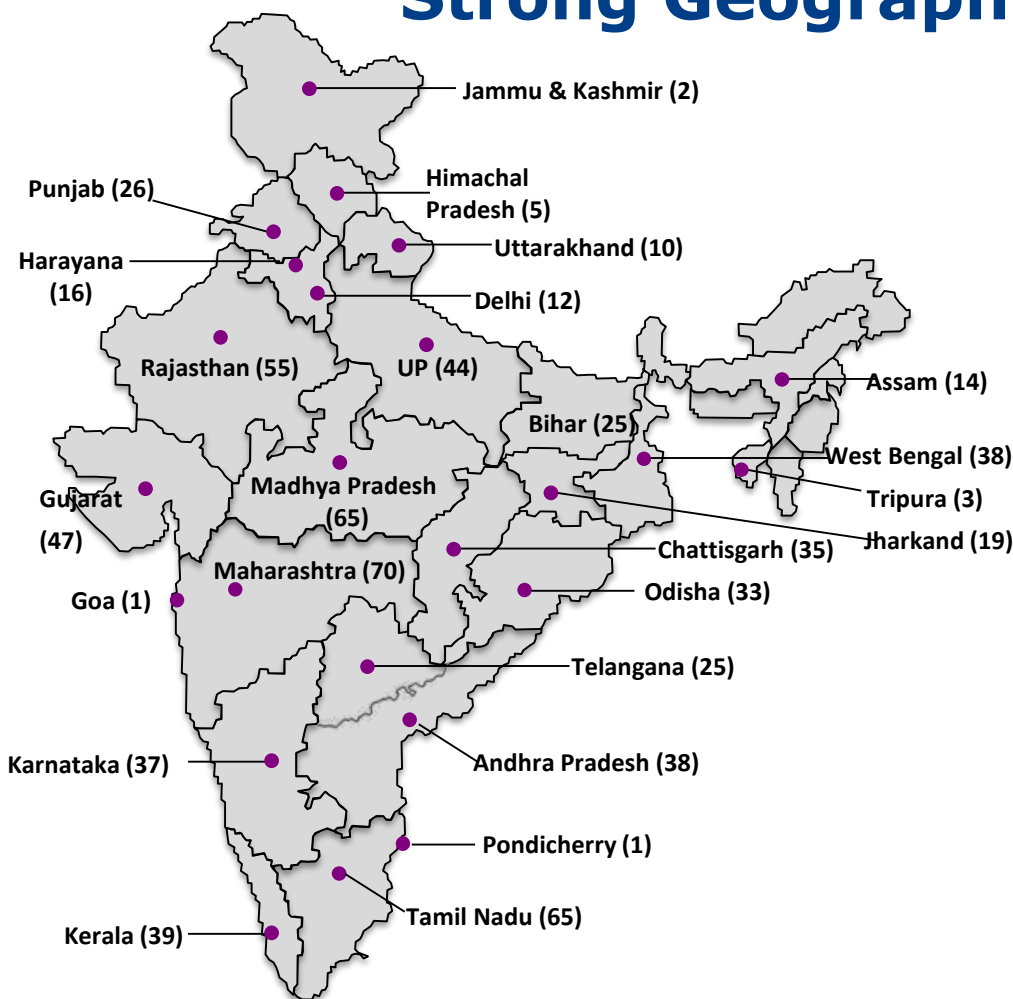 Strong Geograph
Jammu & Kashmir (2)
Punjab (26)
Himachal
Pradesh (5)
Uttarakhand (10)
Harayana
(16)
Delhi (12)
Rajasthan (55)
UP (44)
Assam (14)
Bihar (25)
West Bengal (38)
Madhya Pradesh
(65)
Gujarat
(47)
Tripura (3)
Jharkand (19)
Chattisgarh (35)
Maharashtra (70)
Odisha (33)
Goa (1)
Telangana (25)
Karnataka (37)
Andhra Pradesh (38)
Pondicherry (1)
Tamil Nadu (65)
Kerala (39)